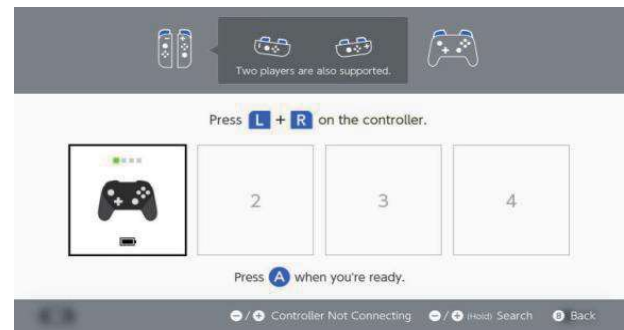 Two players are also supported.
Press L + R on the controller.
2
3
4
Press A when you're ready.
−/+ Controller Not Connecting −/+ (Hold) Search B Back